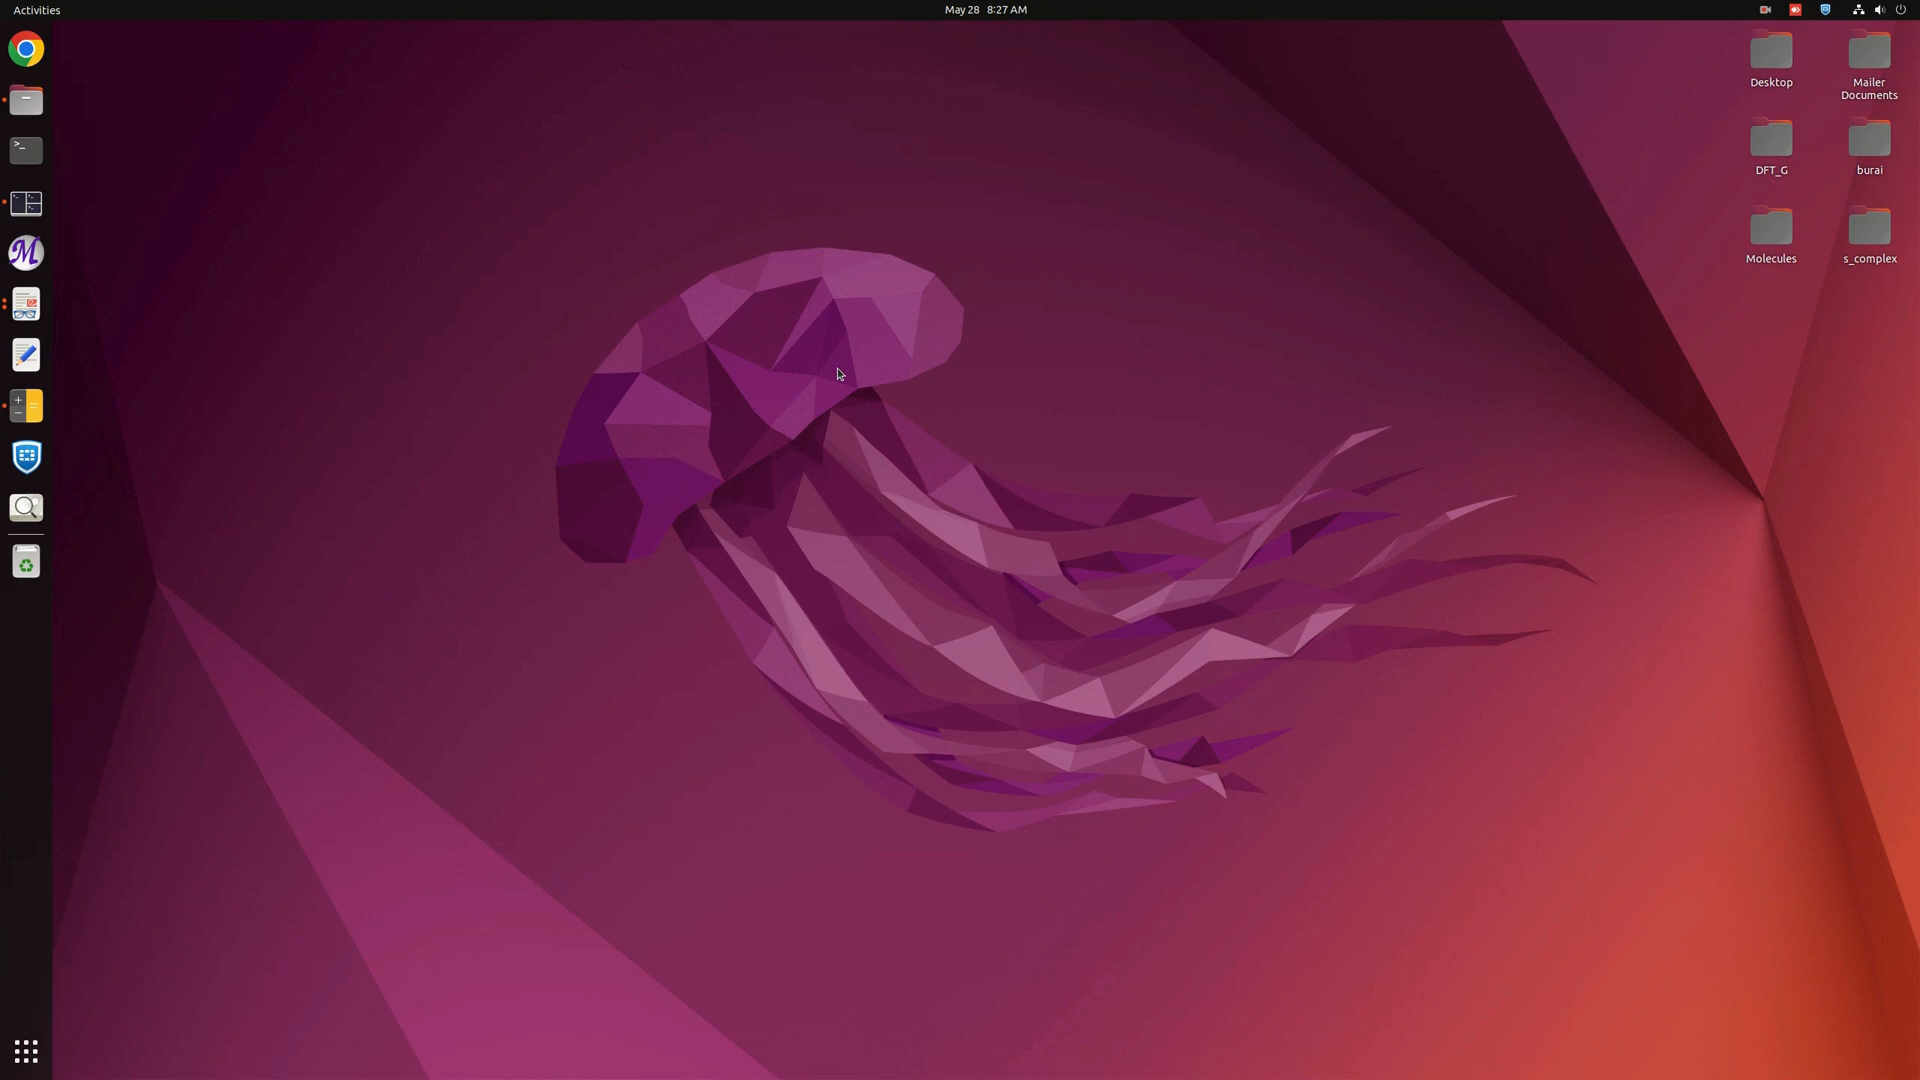 Activities
May 28 8:27 AM
Desktop
Mailer
Documents
DFT_G
burai
Molecules
s_complex